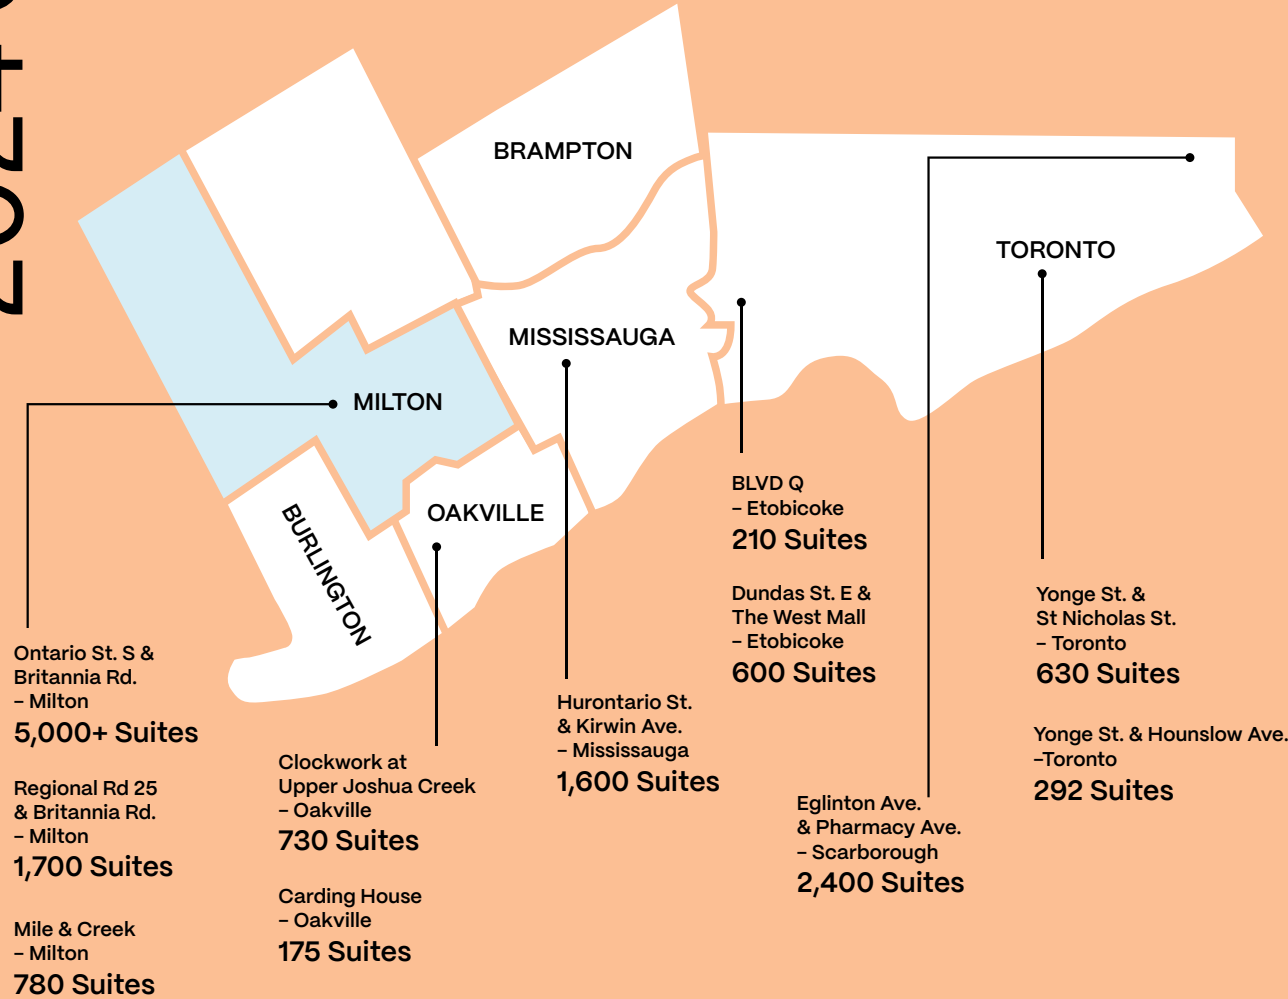 BRAMPTON
TORONTO
MISSISSAUGA
MILTON
OAKVILLE
BURLINGTON
Ontario St. S &
Britannia Rd.
– Milton
5,000+ Suites
Regional Rd 25
& Britannia Rd.
– Milton
1,700 Suites
Mile & Creek
– Milton
780 Suites
Clockwork at
Upper Joshua Creek
– Oakville
730 Suites
Carding House
– Oakville
175 Suites
Hurontario St.
& Kirwin Ave.
– Mississauga
1,600 Suites
BLVD Q
– Etobicoke
210 Suites
Dundas St. E &
The West Mall
– Etobicoke
600 Suites
Eglinton Ave.
& Pharmacy Ave.
– Scarborough
2,400 Suites
Yonge St. &
St Nicholas St.
– Toronto
630 Suites
Yonge St. & Hounslow Ave.
–Toronto
292 Suites